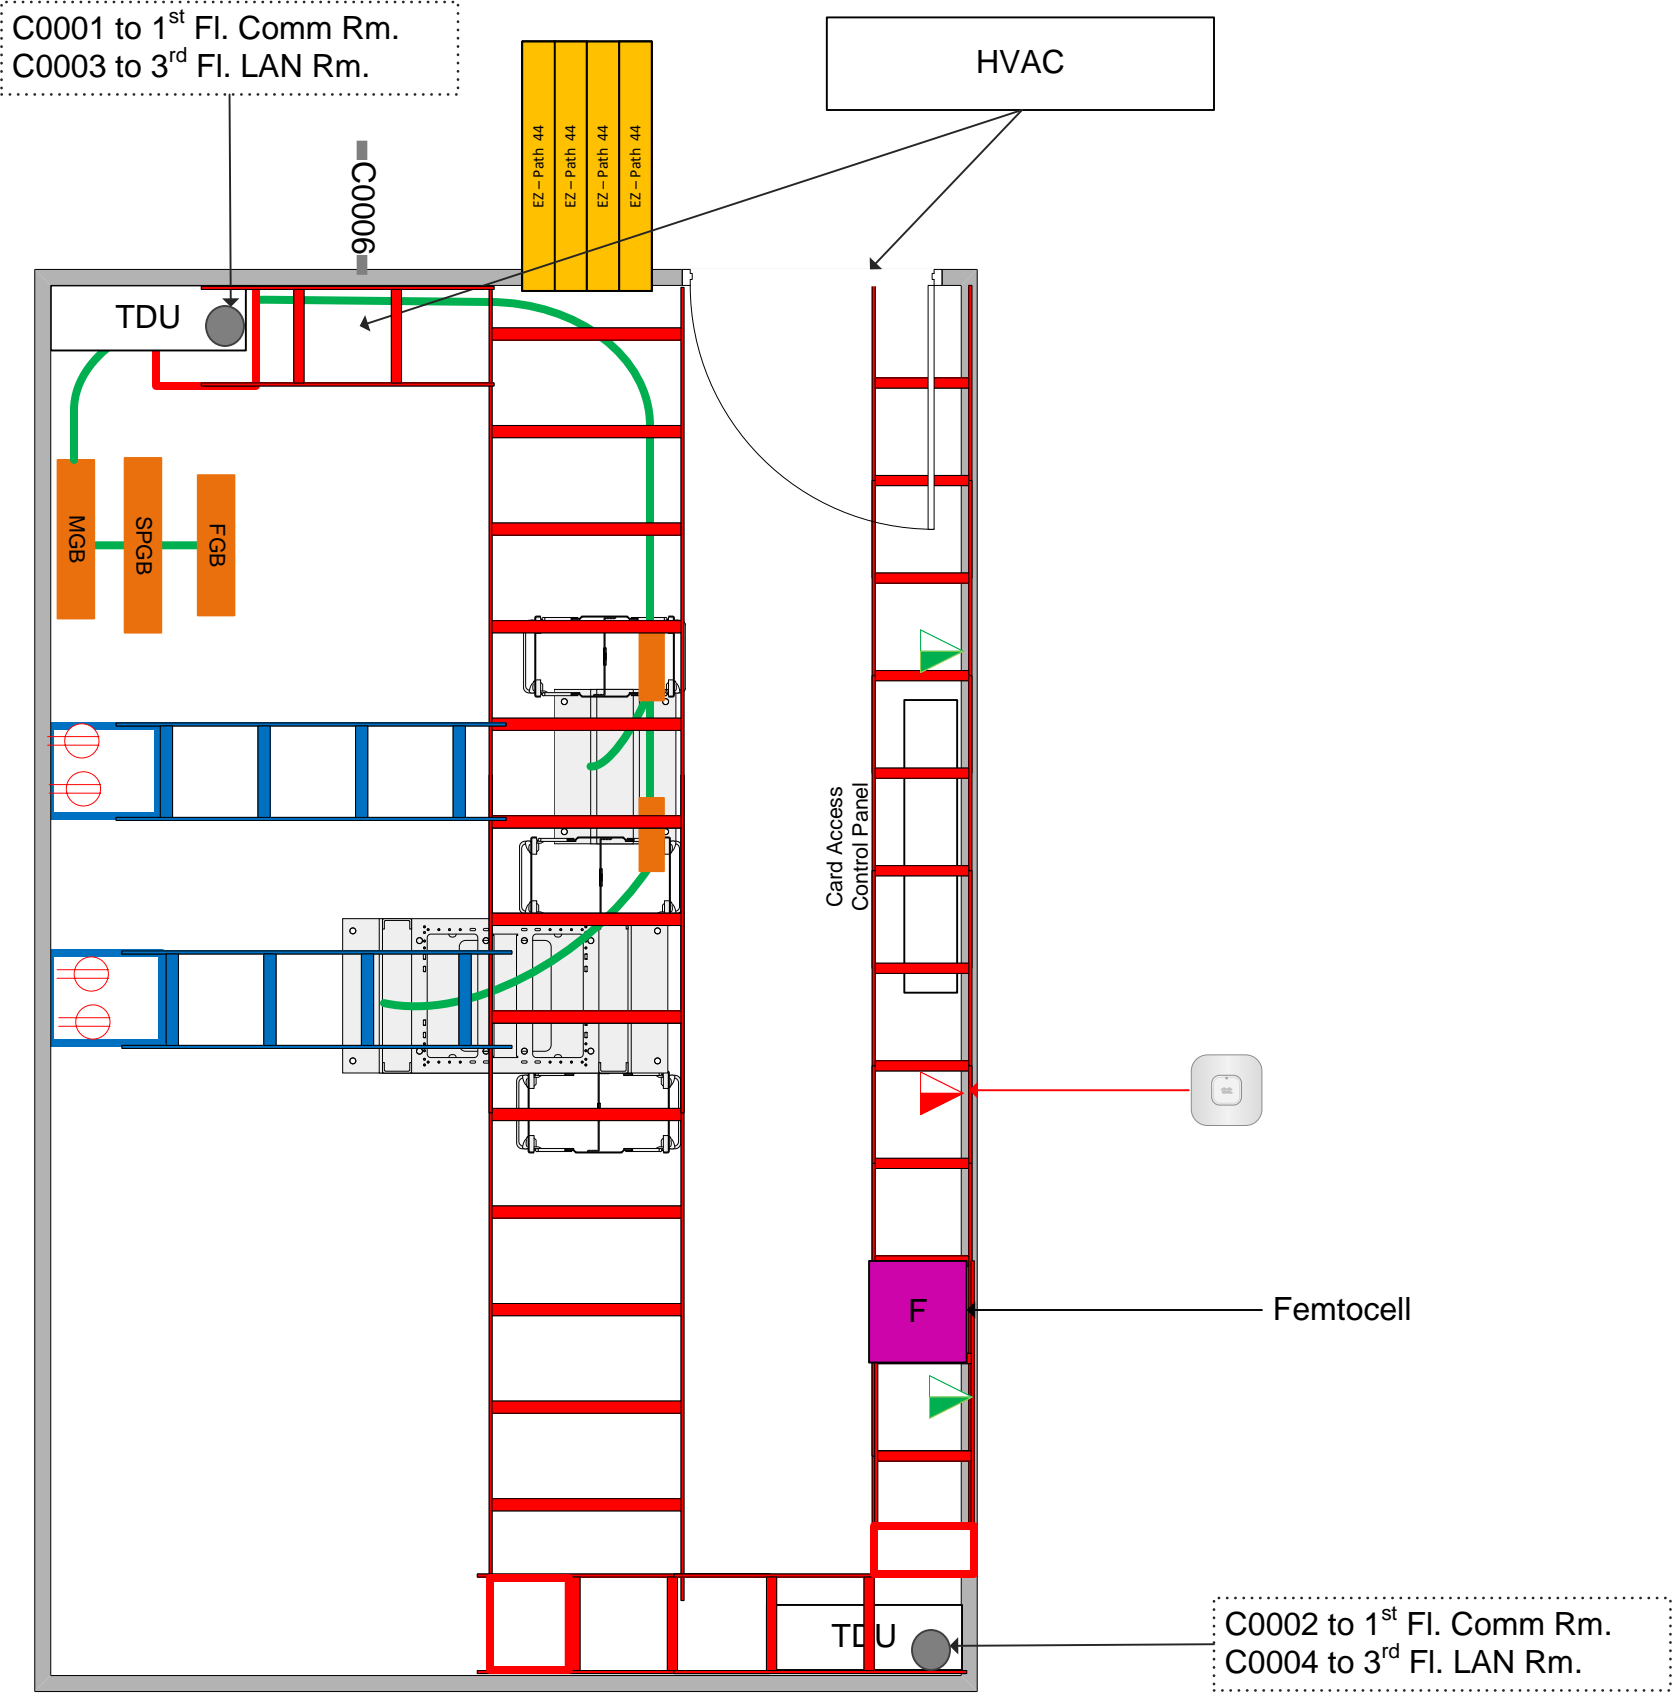 C0001 to 1st Fl. Comm Rm.
C0003 to 3rd Fl. LAN Rm.
HVAC
EZ – Path 44
EZ – Path 44
EZ – Path 44
EZ – Path 44
C0006
TDU
MGB
SPGB
FGB
Card Access
Control Panel
F
Femtocell
TDU
C0002 to 1st Fl. Comm Rm.
C0004 to 3rd Fl. LAN Rm.